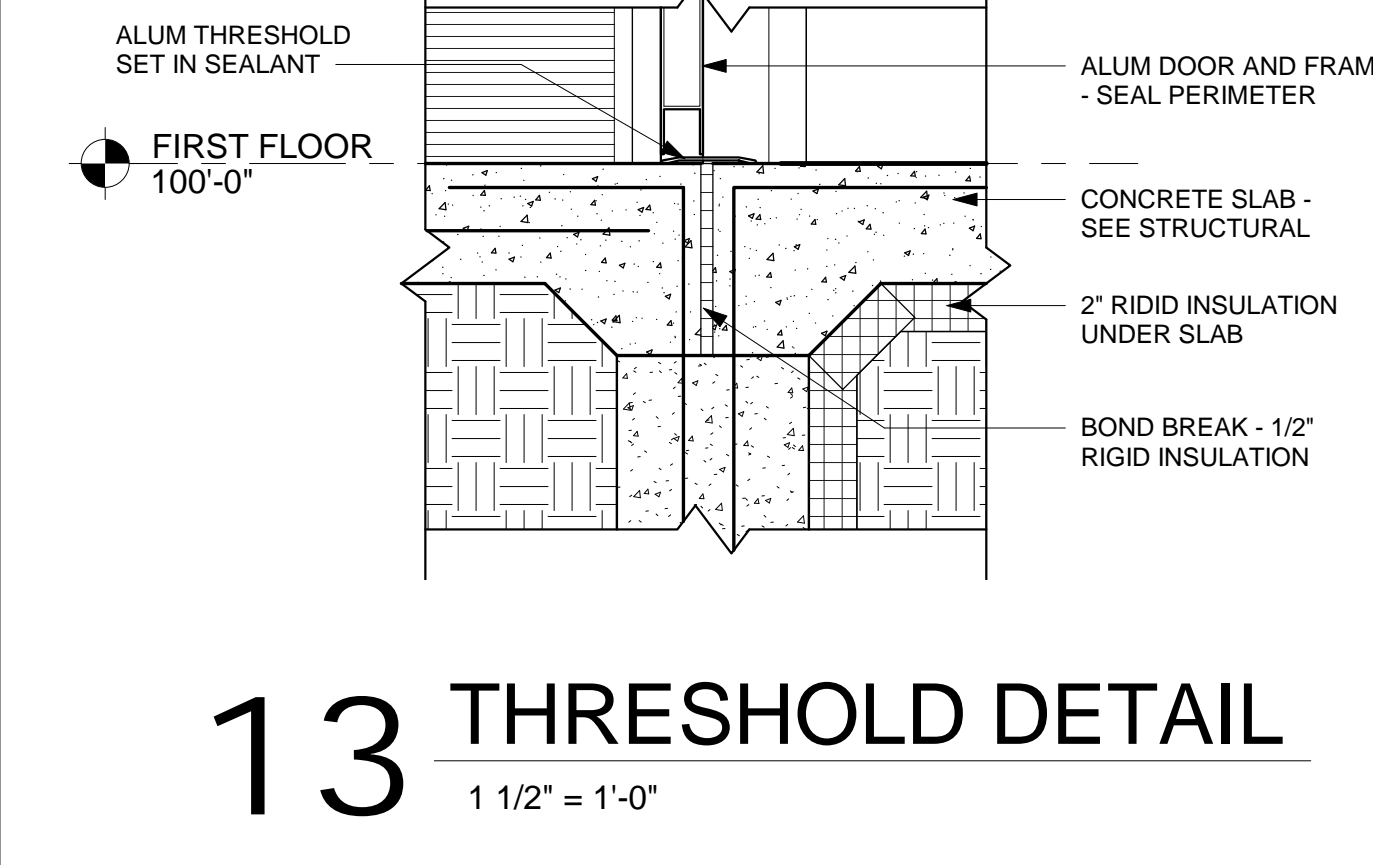 ALUM THRESHOLD
SET IN SEALANT
FIRST FLOOR
100'-0"
ALUM DOOR AND FRAM
- SEAL PERIMETER
CONCRETE SLAB -
SEE STRUCTURAL
2" RIDID INSULATION
UNDER SLAB
BOND BREAK - 1/2"
RIGID INSULATION
13 THRESHOLD DETAIL
1 1/2" = 1'-0"